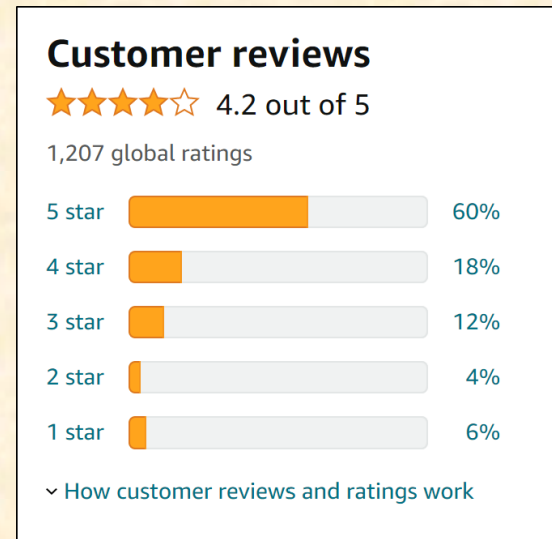 Customer reviews
4.2 out of 5
1,207 global ratings
5 star 60%
4 star 18%
3 star 12%
2 star 4%
1 star 6%
How customer reviews and ratings work